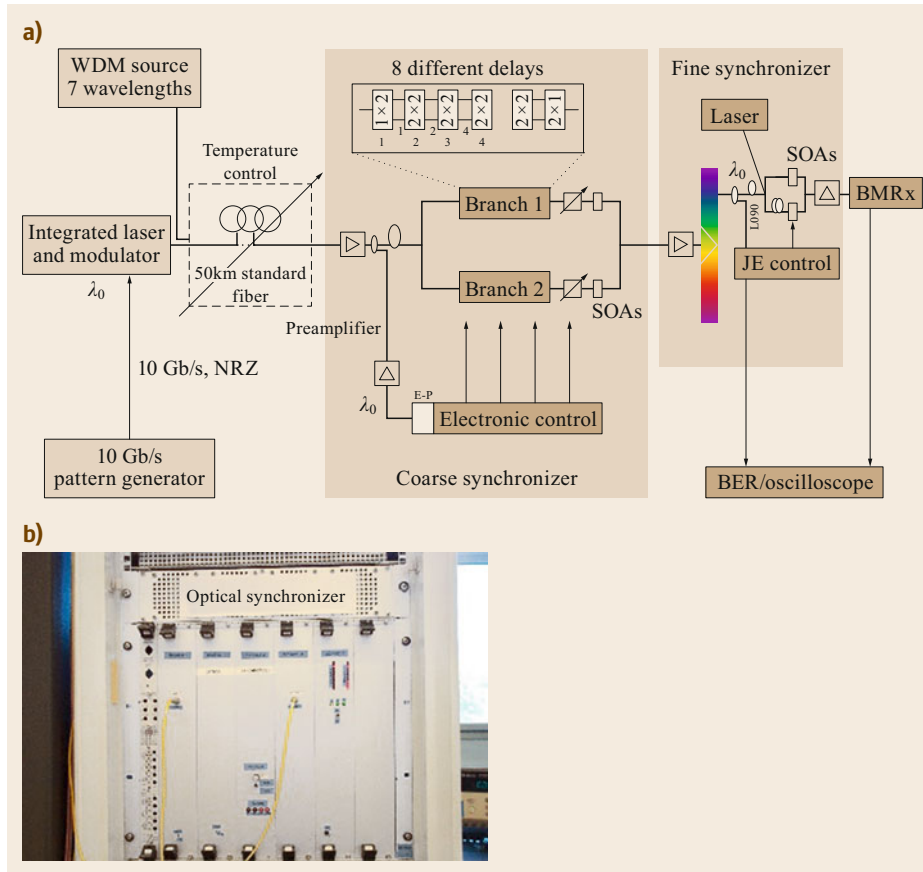 a)
WDM source
7 wavelengths
8 different delays
Fine synchronizer
1 × 2
2 × 2
2 × 2
2 × 2
2 × 2
2 × 1
1
2
4
1
2
3
4
Laser
SOAs
Temperature
control
λ0
Branch 1
BMRx
Integrated laser
and modulator
L090
50km standard
fiber
JE control
λ0
Branch 2
SOAs
Preamplifier
10 Gb/s, NRZ
λ0
E-P
Electronic control
10 Gb/s
pattern generator
Coarse synchronizer
BER/oscilloscope
b)
Optical synchronizer